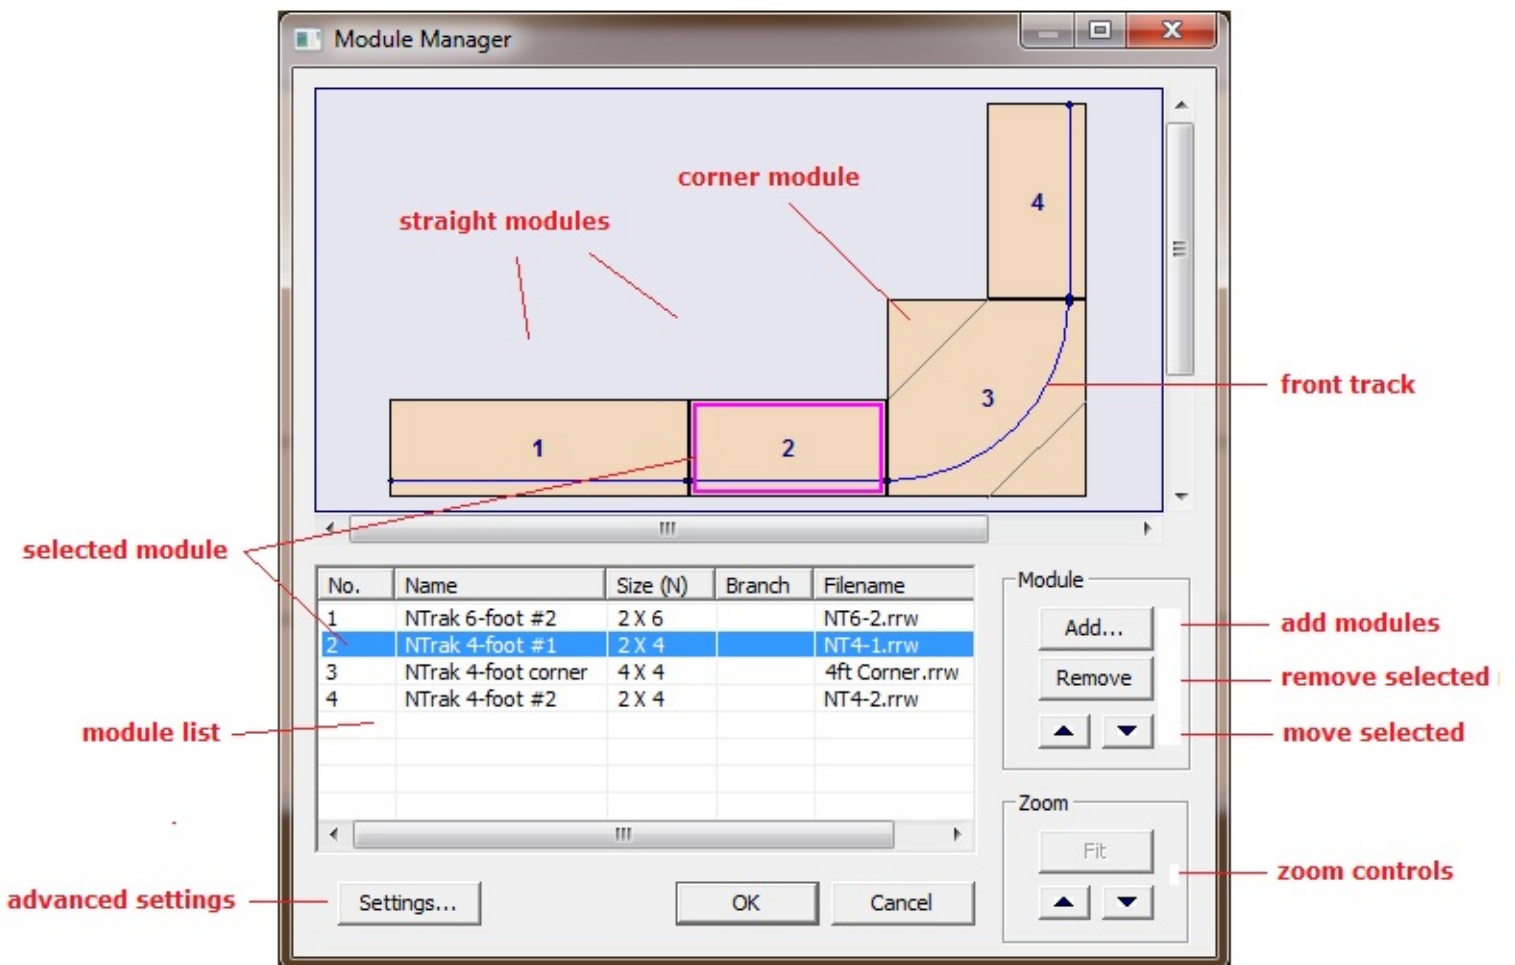 Module Manager
X
corner module
4
straight modules
3
front track
1
2
selected module
No. Name Size (N) Branch Filename
1 NTrak 6-foot #2 2 X 6 NT6-2.rrw
2 NTrak 4-foot #1 2 X 4 NT4-1.rrw
3 NTrak 4-foot corner 4 X 4 4ft Corner.rrw
4 NTrak 4-foot #2 2 X 4 NT4-2.rrw
module list
Module
Add... add modules
Remove remove selected
move selected
Zoom
Fit
zoom controls
advanced settings Settings... OK Cancel